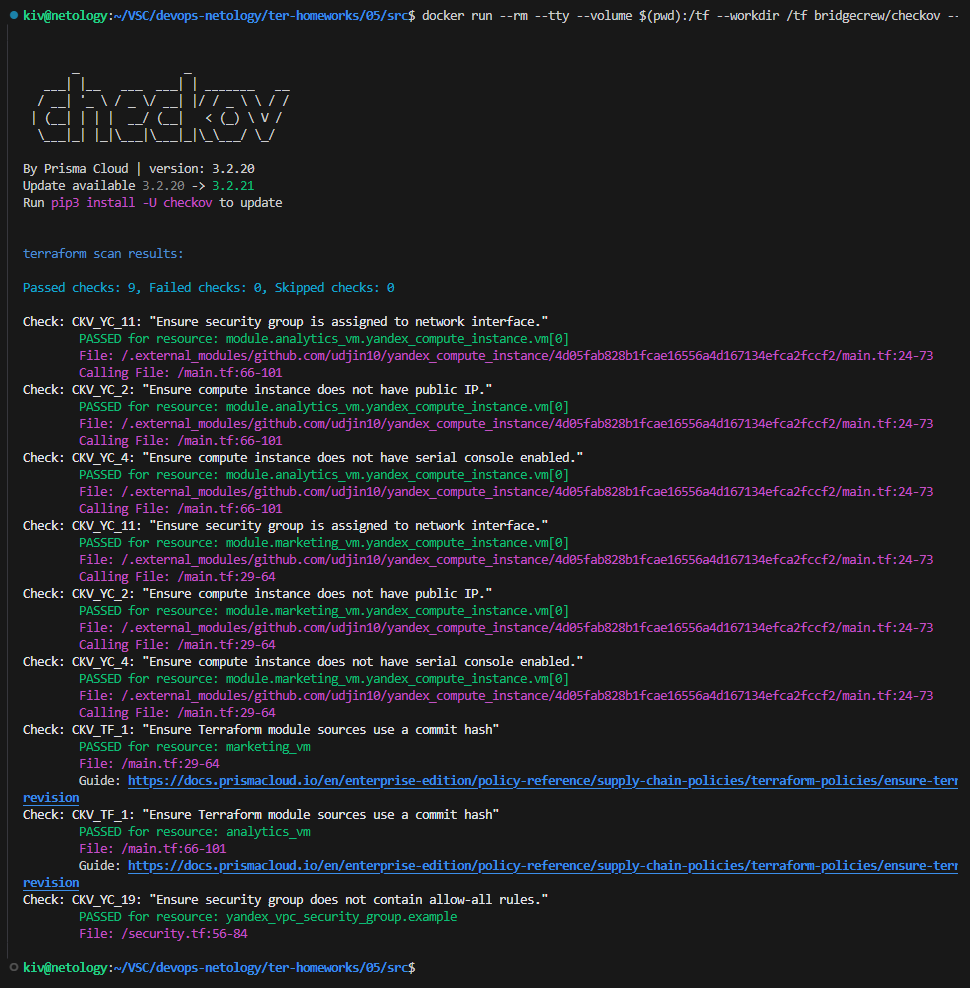 kiv@netology:~/VSC/devops-netology/ter-homeworks/05/src$ docker run --rm --tty --volume $(pwd):/tf --workdir /tf bridgecrew/checkov --
checkov
By Prisma Cloud | version: 3.2.20
Update available 3.2.20 -> 3.2.21
Run pip3 install -U checkov to update
terraform scan results:
Passed checks: 9, Failed checks: 0, Skipped checks: 0
Check: CKV_YC_11: "Ensure security group is assigned to network interface."
PASSED for resource: module.analytics_vm.yandex_compute_instance.vm[0]
File: /.external_modules/github.com/udjin10/yandex_compute_instance/4d05fab828b1fcae16556a4d167134efca2fccf2/main.tf:24-73
Calling File: /main.tf:66-101
Check: CKV_YC_2: "Ensure compute instance does not have public IP."
PASSED for resource: module.analytics_vm.yandex_compute_instance.vm[0]
File: /.external_modules/github.com/udjin10/yandex_compute_instance/4d05fab828b1fcae16556a4d167134efca2fccf2/main.tf:24-73
Calling File: /main.tf:66-101
Check: CKV_YC_4: "Ensure compute instance does not have serial console enabled."
PASSED for resource: module.analytics_vm.yandex_compute_instance.vm[0]
File: /.external_modules/github.com/udjin10/yandex_compute_instance/4d05fab828b1fcae16556a4d167134efca2fccf2/main.tf:24-73
Calling File: /main.tf:66-101
Check: CKV_YC_11: "Ensure security group is assigned to network interface."
PASSED for resource: module.marketing_vm.yandex_compute_instance.vm[0]
File: /.external_modules/github.com/udjin10/yandex_compute_instance/4d05fab828b1fcae16556a4d167134efca2fccf2/main.tf:24-73
Calling File: /main.tf:29-64
Check: CKV_YC_2: "Ensure compute instance does not have public IP."
PASSED for resource: module.marketing_vm.yandex_compute_instance.vm[0]
File: /.external_modules/github.com/udjin10/yandex_compute_instance/4d05fab828b1fcae16556a4d167134efca2fccf2/main.tf:24-73
Calling File: /main.tf:29-64
Check: CKV_YC_4: "Ensure compute instance does not have serial console enabled."
PASSED for resource: module.marketing_vm.yandex_compute_instance.vm[0]
File: /.external_modules/github.com/udjin10/yandex_compute_instance/4d05fab828b1fcae16556a4d167134efca2fccf2/main.tf:24-73
Calling File: /main.tf:29-64
Check: CKV_TF_1: "Ensure Terraform module sources use a commit hash"
PASSED for resource: marketing_vm
File: /main.tf:29-64
Guide: https://docs.prismacloud.io/en/enterprise-edition/policy-reference/supply-chain-policies/terraform-policies/ensure-terr
revision
Check: CKV_TF_1: "Ensure Terraform module sources use a commit hash"
PASSED for resource: analytics_vm
File: /main.tf:66-101
Guide: https://docs.prismacloud.io/en/enterprise-edition/policy-reference/supply-chain-policies/terraform-policies/ensure-terr
revision
Check: CKV_YC_19: "Ensure security group does not contain allow-all rules."
PASSED for resource: yandex_vpc_security_group.example
File: /security.tf:56-84
kiv@netology:~/VSC/devops-netology/ter-homeworks/05/src$